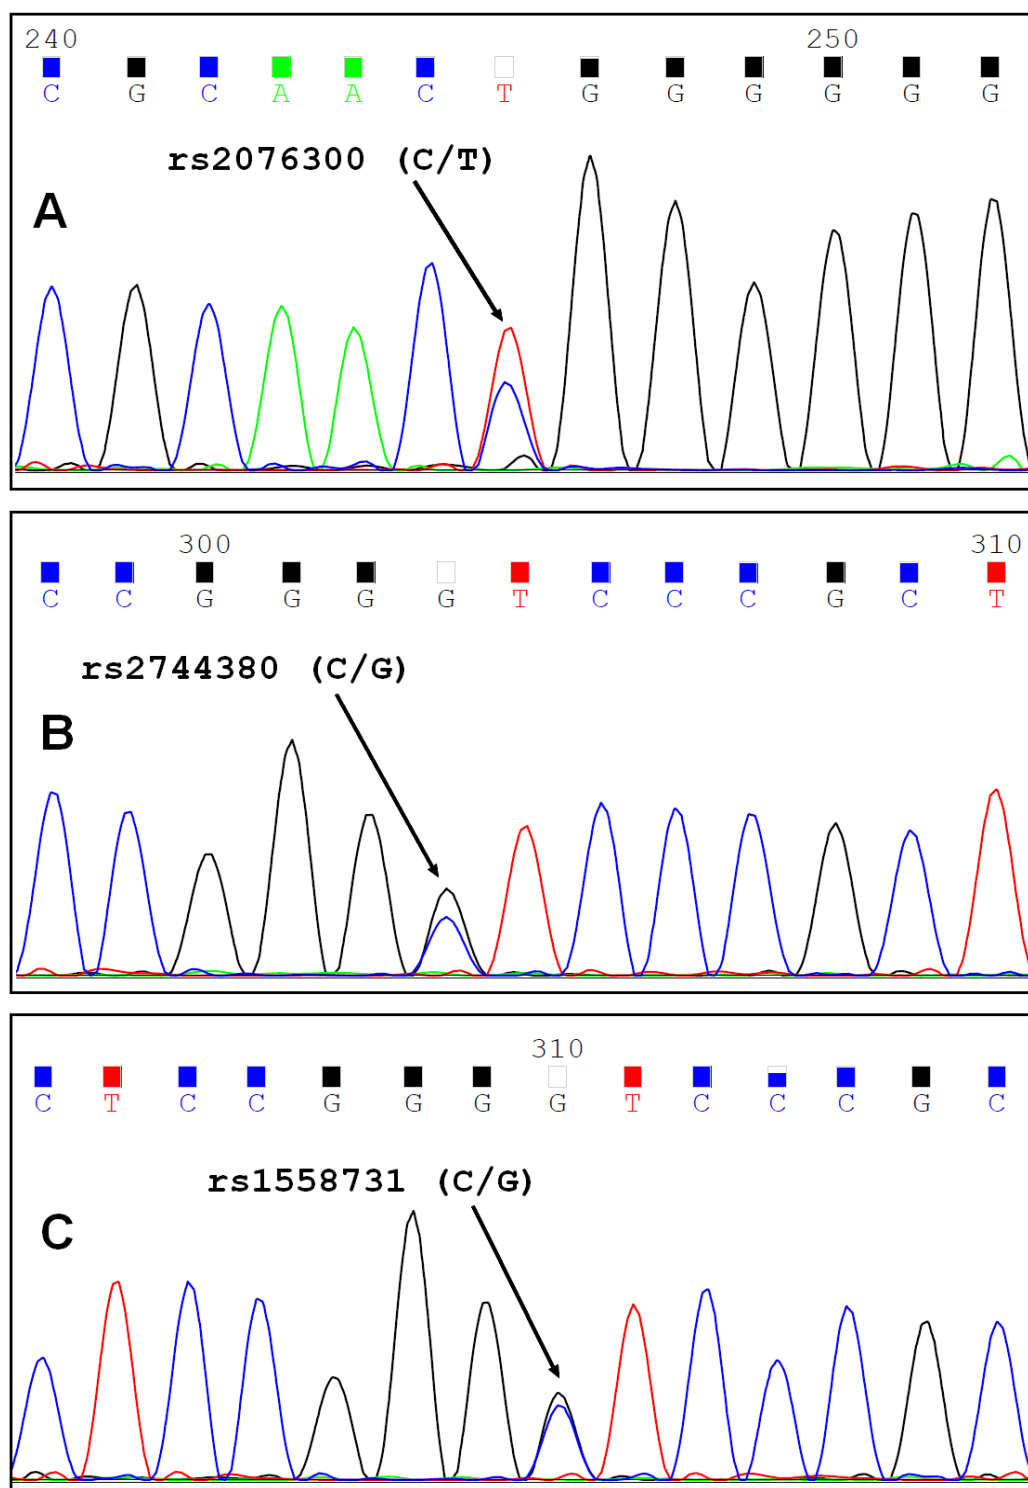 240 250
C G C A A C T G G G G G G
rs2076300 (C/T)
A
300 310
C C G G G G T C C C G C T
rs2744380 (C/G)
B
310
C T C C G G G G T C C C G C
rs1558731 (C/G)
C